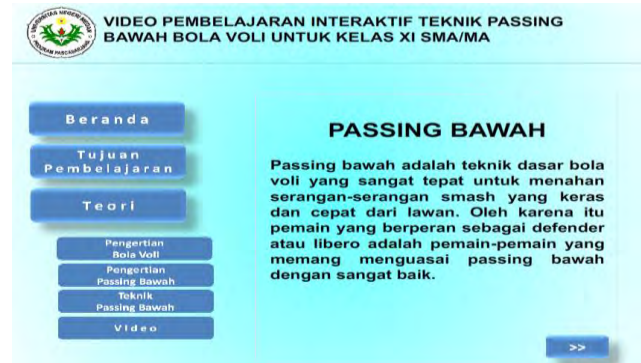 VIDEO PEMBELAJARAN INTERAKTIF TEKNIK PASSING
BAWAH BOLA VOLI UNTUK KELAS XI SMA/MA
Beranda
Tujuan
Pembelajaran
Teori
Pengertian
Bola Voli
Pengertian
Passing Bawah
Teknik
Passing Bawah
Video
PASSING BAWAH
Passing bawah adalah teknik dasar bola
voli yang sangat tepat untuk menahan
serangan-serangan smash yang keras
dan cepat dari lawan. Oleh karena itu
pemain yang berperan sebagai defender
atau libero adalah pemain-pemain yang
memang menguasai passing bawah
dengan sangat baik.
>>